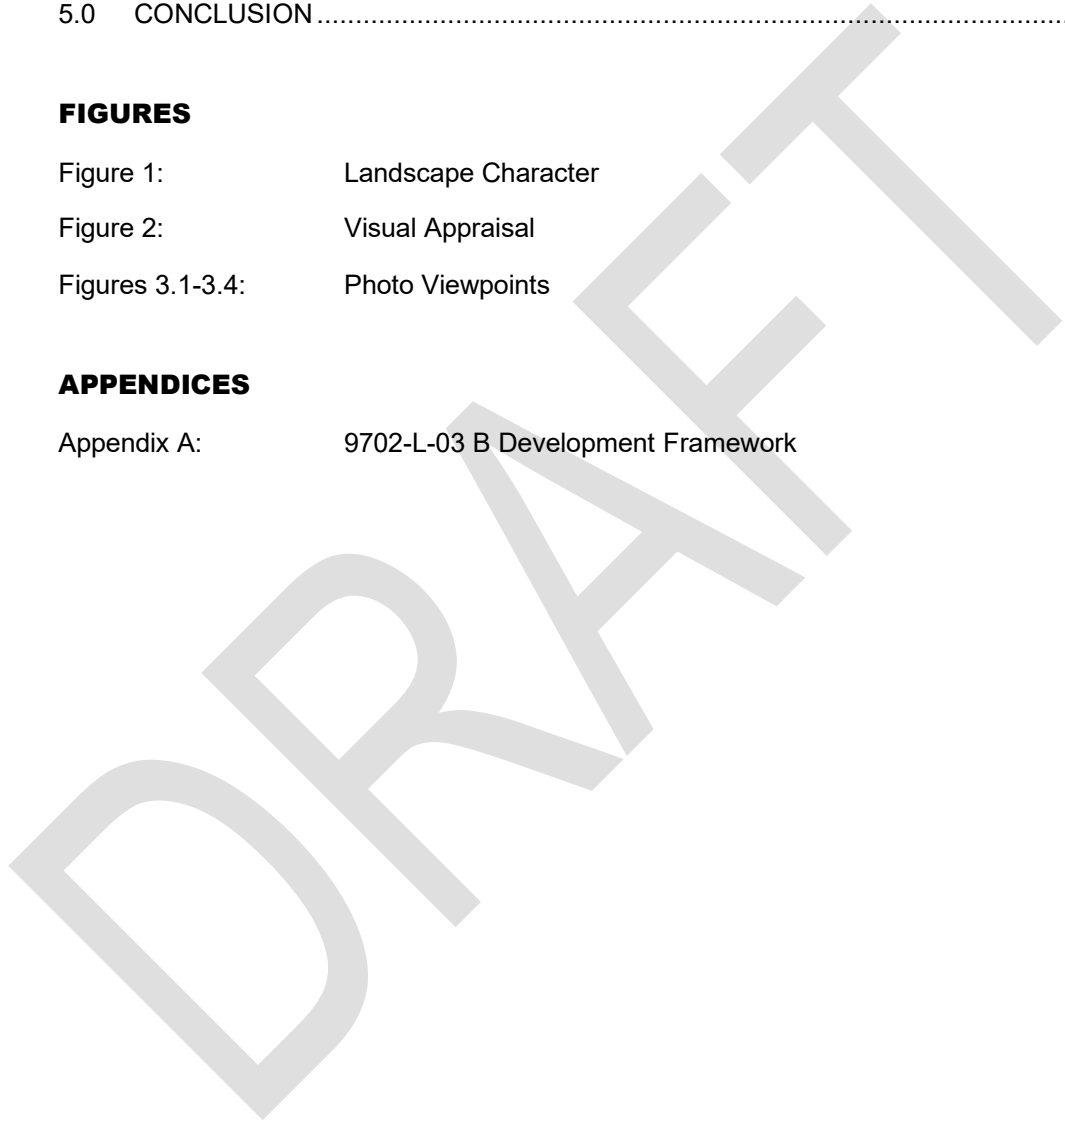 5.0 CONCLUSION....................................................................................................
FIGURES
Figure 1: Landscape Character
Figure 2: Visual Appraisal
Figures 3.1-3.4: Photo Viewpoints
APPENDICES
Appendix A: 9702-L-03 B Development Framework
DRAFT